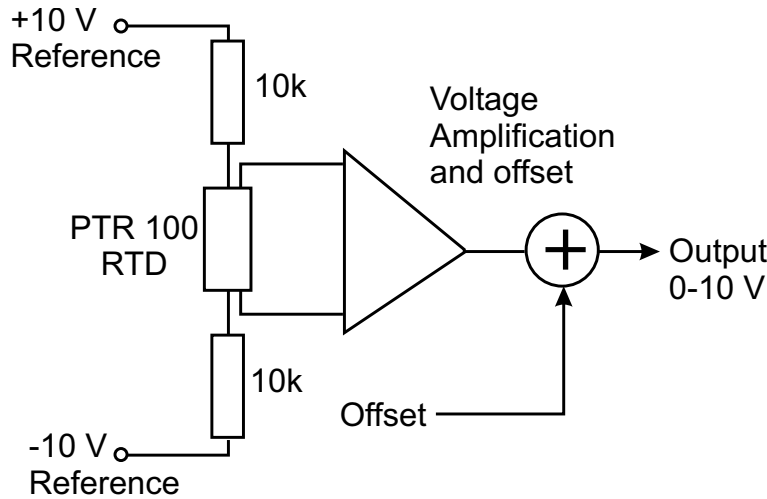 +10 V
Reference
10k
Voltage
Amplification
and offset
PTR 100
RTD
+
Output
0-10 V
10k
Offset
-10 V
Reference